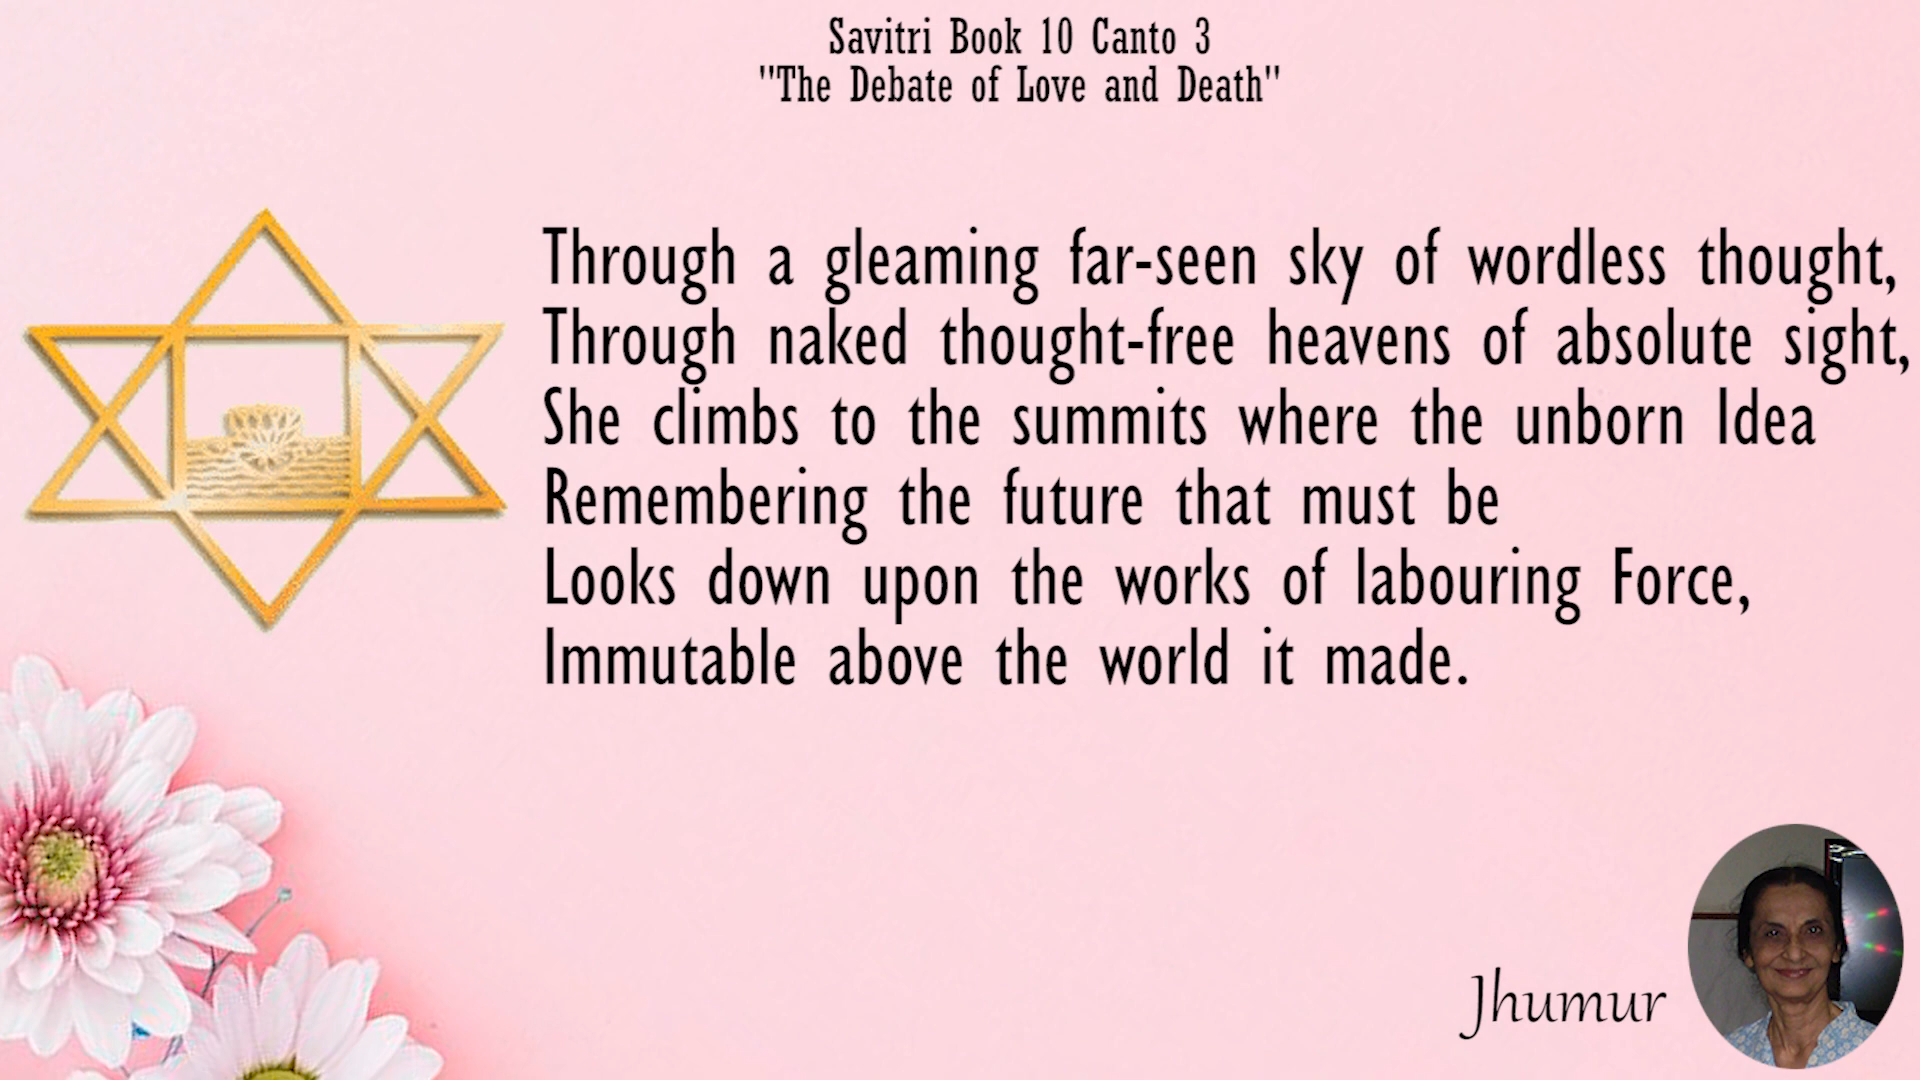 Savitri Book 10 Canto 3
"The Debate of Love and Death"
Through a gleaming far-seen sky of wordless thought,
Through naked thought-free heavens of absolute sight,
She climbs to the summits where the unborn Idea
Remembering the future that must be
Looks down upon the works of labouring Force,
Immutable above the world it made.
Jhumur